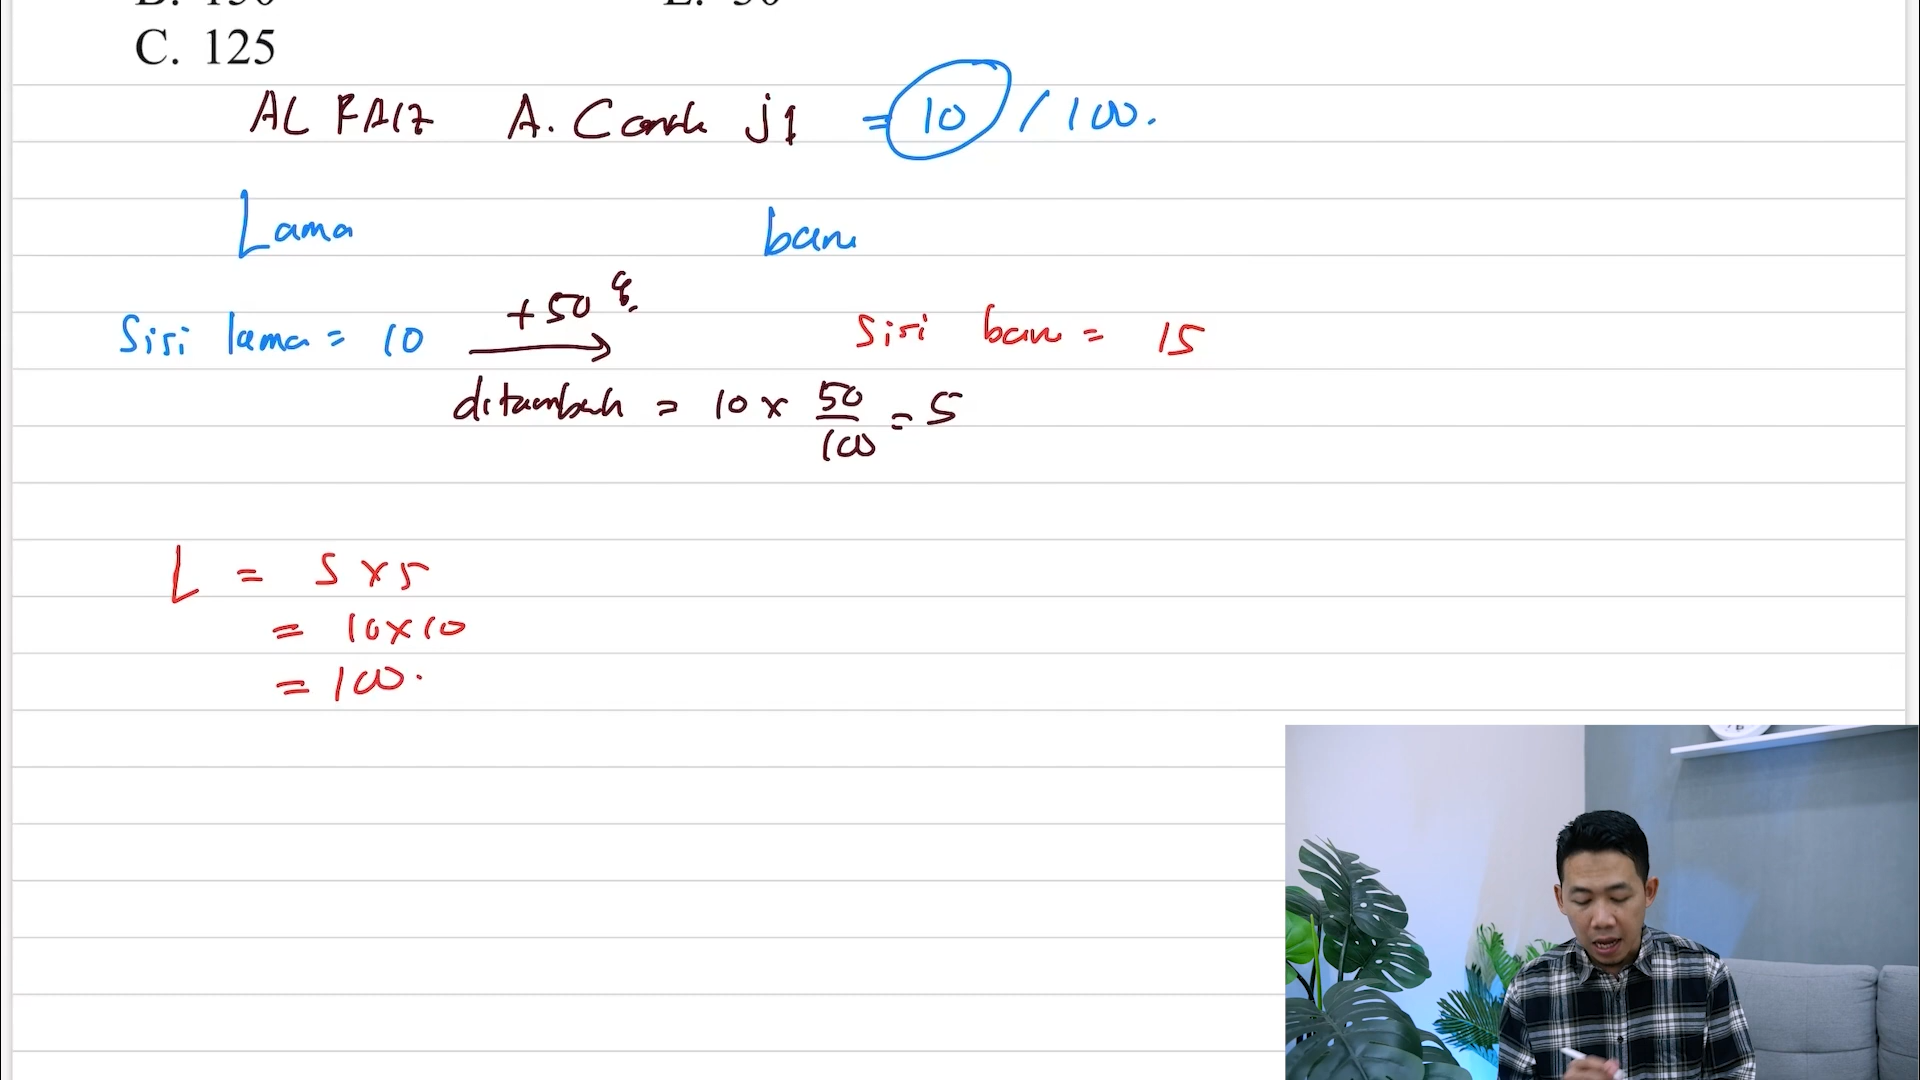 C. 125
AL FAIZ A. Contoh jg = 10 / 100.
Lama baru
Sisi lama = 10 +50 % Sisi baru = 15
ditambah = 10 x 50/100 = 5
L = S x S
= 10x10
= 100.